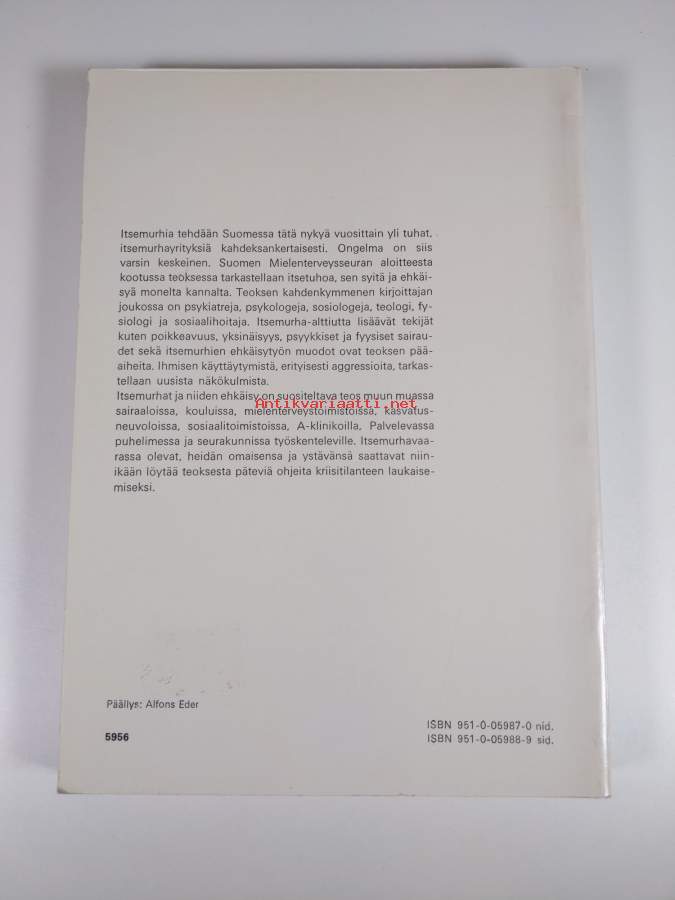 Itsemurhia tehdään Suomessa tätä nykyä vuosittain yli tuhat,
itsemurhayrityksiä kahdeksankertaisesti. Ongelma on siis
varsin keskeinen. Suomen Mielenterveysseuran aloitteesta
kootussa teoksessa tarkastellaan itsetuhoa, sen syitä ja ehkäi-
syä monelta kannalta. Teoksen kahdenkymmenen kirjoittajan
joukossa on psykiatreja, psykologeja, sosiologeja, teologi, fy-
siologi ja sosiaalihoitaja. Itsemurha-alttiutta lisäävät tekijät
kuten poikkeavuus, yksinäisyys, psyykkiset ja fyysiset sairau-
det sekä itsemurhien ehkäisytyön muodot ovat teoksen pää-
aiheita. Ihmisen käyttäytymistä, erityisesti aggressioita, tarkas-
tellaan uusista näkökulmista.
Itsemurhat ja niiden ehkäisy on suositeltava teos muun muassa
Antikvariaatti.net
sairaaloissa, kouluissa, mielenterveystoimistoissa, kasvatus-
neuvoloissa, sosiaalitoimistoissa, A-klinikoilla, Palvelevassa
puhelimessa ja seurakunnissa työskenteleville. Itsemurhavaa-
rassa olevat, heidän omaisensa ja ystävänsä saattavat niin-
ikään löytää teoksesta päteviä ohjeita kriisitilanteen laukaise-
miseksi.
Päällys: Alfons Eder
5956
ISBN 951-0-05987-0 nid.
ISBN 951-0-05988-9 sid.